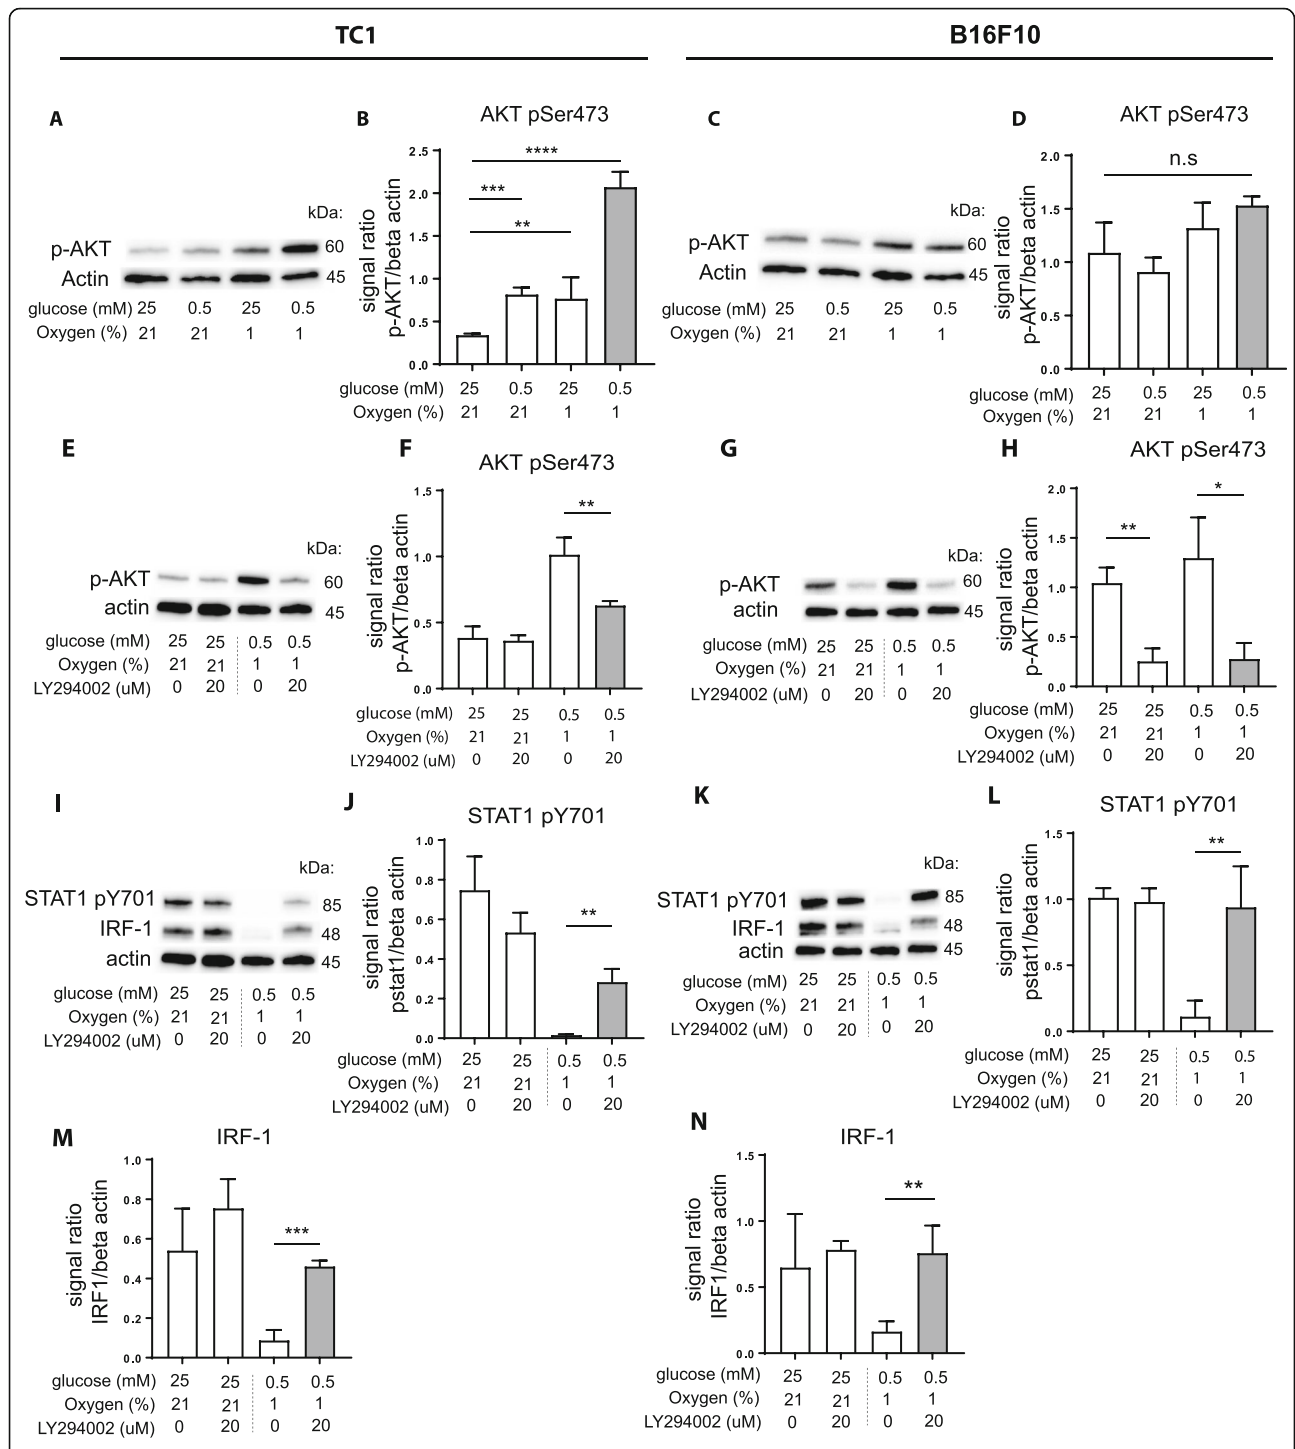 TC1
B16F10
A
kDa:
p-AKT 60
Actin 45
glucose (mM) 25 0.5 25 0.5
Oxygen (%) 21 21 1 1
B
AKT pSer473
signal ratio
p-AKT/beta actin
2.5
2.0
1.5
1.0
0.5
0.0
****
***
**
glucose (mM) 25 0.5 25 0.5
Oxygen (%) 21 21 1 1
C
kDa:
p-AKT 60
Actin 45
glucose (mM) 25 0.5 25 0.5
Oxygen (%) 21 21 1 1
D
AKT pSer473
signal ratio
p-AKT/beta actin
2.0
1.5
1.0
0.5
0.0
n.s
glucose (mM) 25 0.5 25 0.5
Oxygen (%) 21 21 1 1
E
kDa:
p-AKT 60
actin 45
glucose (mM) 25 25 0.5 0.5
Oxygen (%) 21 21 1 1
LY294002 (uM) 0 20 0 20
F
AKT pSer473
signal ratio
p-AKT/beta actin
1.5
1.0
0.5
0.0
**
glucose (mM) 25 25 0.5 0.5
Oxygen (%) 21 21 1 1
LY294002 (uM) 0 20 0 20
G
kDa:
p-AKT 60
actin 45
glucose (mM) 25 25 0.5 0.5
Oxygen (%) 21 21 1 1
LY294002 (uM) 0 20 0 20
H
AKT pSer473
signal ratio
p-AKT/beta actin
2.0
1.5
1.0
0.5
0.0
**
*
glucose (mM) 25 25 0.5 0.5
Oxygen (%) 21 21 1 1
LY294002 (uM) 0 20 0 20
I
kDa:
STAT1 pY701 85
IRF-1 48
actin 45
glucose (mM) 25 25 0.5 0.5
Oxygen (%) 21 21 1 1
LY294002 (uM) 0 20 0 20
J
STAT1 pY701
signal ratio
pstat1/beta actin
1.0
0.8
0.6
0.4
0.2
0.0
**
glucose (mM) 25 25 0.5 0.5
Oxygen (%) 21 21 1 1
LY294002 (uM) 0 20 0 20
K
kDa:
STAT1 pY701 85
IRF-1 48
actin 45
glucose (mM) 25 25 0.5 0.5
Oxygen (%) 21 21 1 1
LY294002 (uM) 0 20 0 20
L
STAT1 pY701
signal ratio
pstat1/beta actin
1.5
1.0
0.5
0.0
**
glucose (mM) 25 25 0.5 0.5
Oxygen (%) 21 21 1 1
LY294002 (uM) 0 20 0 20
M
IRF-1
signal ratio
IRF1/beta actin
1.0
0.8
0.6
0.4
0.2
0.0
***
glucose (mM) 25 25 0.5 0.5
Oxygen (%) 21 21 1 1
LY294002 (uM) 0 20 0 20
N
IRF-1
signal ratio
IRF1/beta actin
1.5
1.0
0.5
0.0
**
glucose (mM) 25 25 0.5 0.5
Oxygen (%) 21 21 1 1
LY294002 (uM) 0 20 0 20